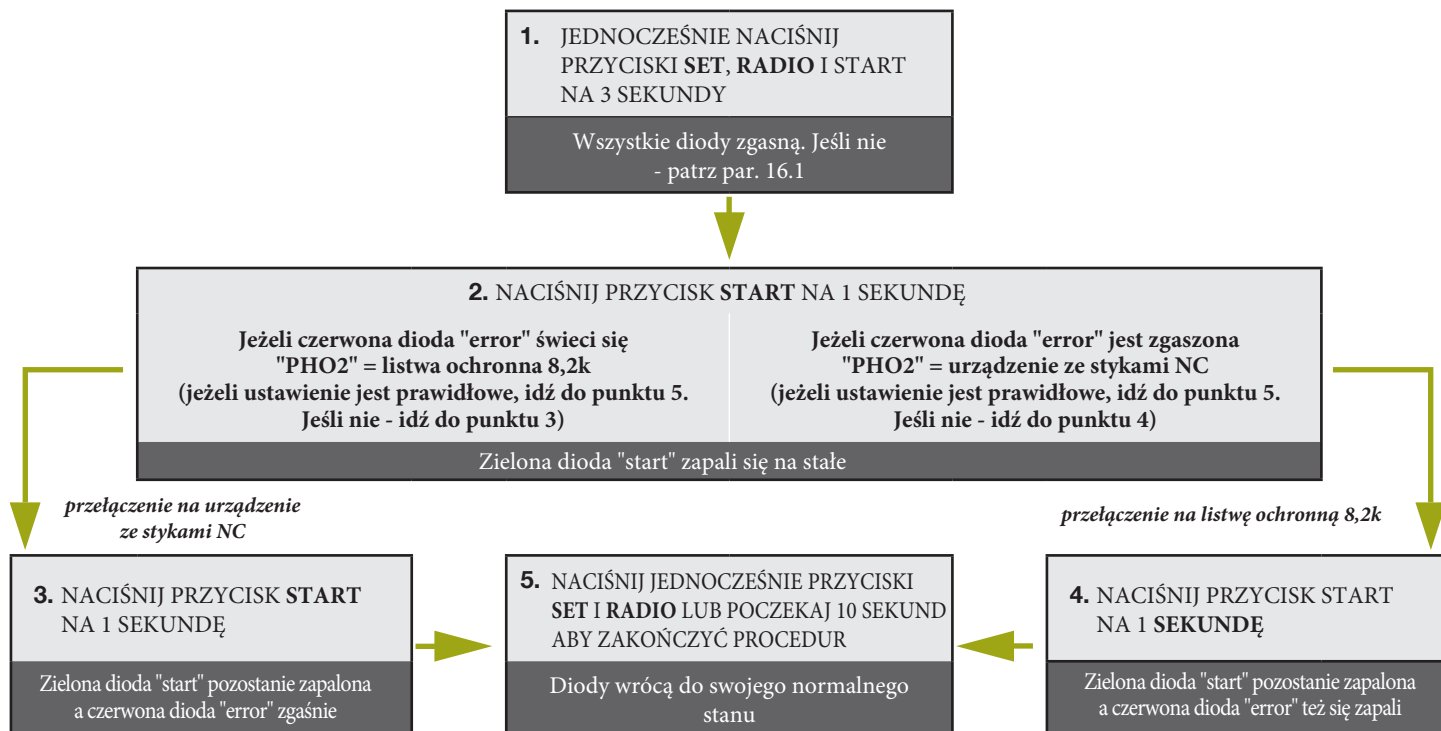 1. JEDNOCZEŚNIE NACIŚNIJ
PRZYCISKI SET, RADIO I START
NA 3 SEKUNDY
Wszystkie diody zgasną. Jeśli nie
- patrz par. 16.1
2. NACIŚNIJ PRZYCISK START NA 1 SEKUNDĘ
Jeżeli czerwona dioda "error" świeci się
"PHO2" = listwa ochronna 8,2k
(jeżeli ustawienie jest prawidłowe, idź do punktu 5.
Jeśli nie - idź do punktu 3)
Jeżeli czerwona dioda "error" jest zgaszona
"PHO2" = urządzenie ze stykami NC
(jeżeli ustawienie jest prawidłowe, idź do punktu 5.
Jeśli nie - idź do punktu 4)
Zielona dioda "start" zapali się na stałe
przełączenie na urządzenie
ze stykami NC
przełączenie na listwę ochronną 8,2k
3. NACIŚNIJ PRZYCISK START
NA 1 SEKUNDĘ
Zielona dioda "start" pozostanie zapalona
a czerwona dioda "error" zgaśnie
5. NACIŚNIJ JEDNOCZEŚNIE PRZYCISKI
SET I RADIO LUB POCZEKAJ 10 SEKUND
ABY ZAKOŃCZYĆ PROCEDUR
Diody wrócą do swojego normalnego
stanu
4. NACIŚNIJ PRZYCISK START
NA 1 SEKUNDĘ
Zielona dioda "start" pozostanie zapalona
a czerwona dioda "error" też się zapali